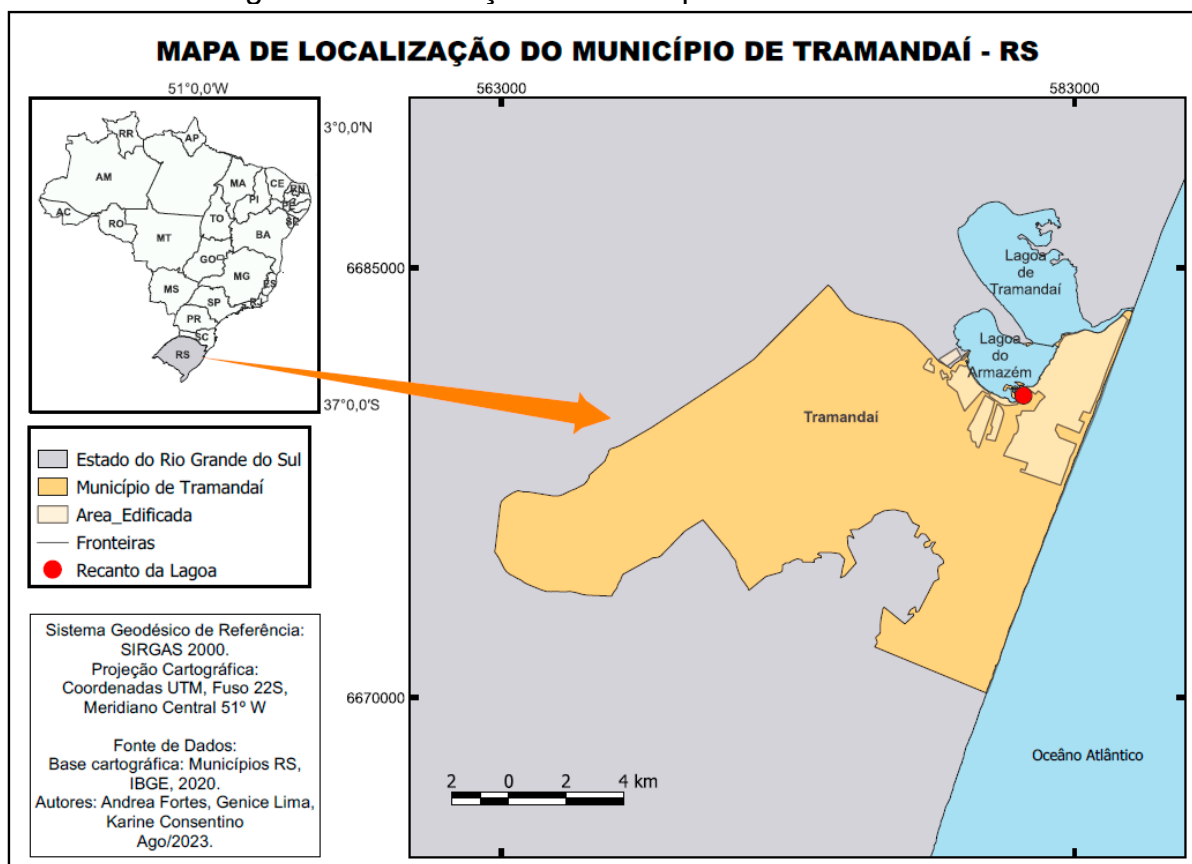 MAPA DE LOCALIZAÇÃO DO MUNICÍPIO DE TRAMANDAÍ - RS
51°0,0'W
3°0,0'N
37°0,0'S
RR
AP
AM
MA
CE
RN
PI
AC
RO
TO
BA
MT
GO
MG
ES
MS
SP
RJ
PR
SC
RS
563000
583000
6685000
6670000
Lagoa
de
Tramandaí
Lagoa
do
Armazém
Tramandaí
Oceâno Atlântico
2 0 2 4 km
Estado do Rio Grande do Sul
Município de Tramandaí
Area_Edificada
Fronteiras
Recanto da Lagoa
Sistema Geodésico de Referência:
SIRGAS 2000.
Projeção Cartográfica:
Coordenadas UTM, Fuso 22S,
Meridiano Central 51º W
Fonte de Dados:
Base cartográfica: Municípios RS,
IBGE, 2020.
Autores: Andrea Fortes, Genice Lima,
Karine Consentino
Ago/2023.